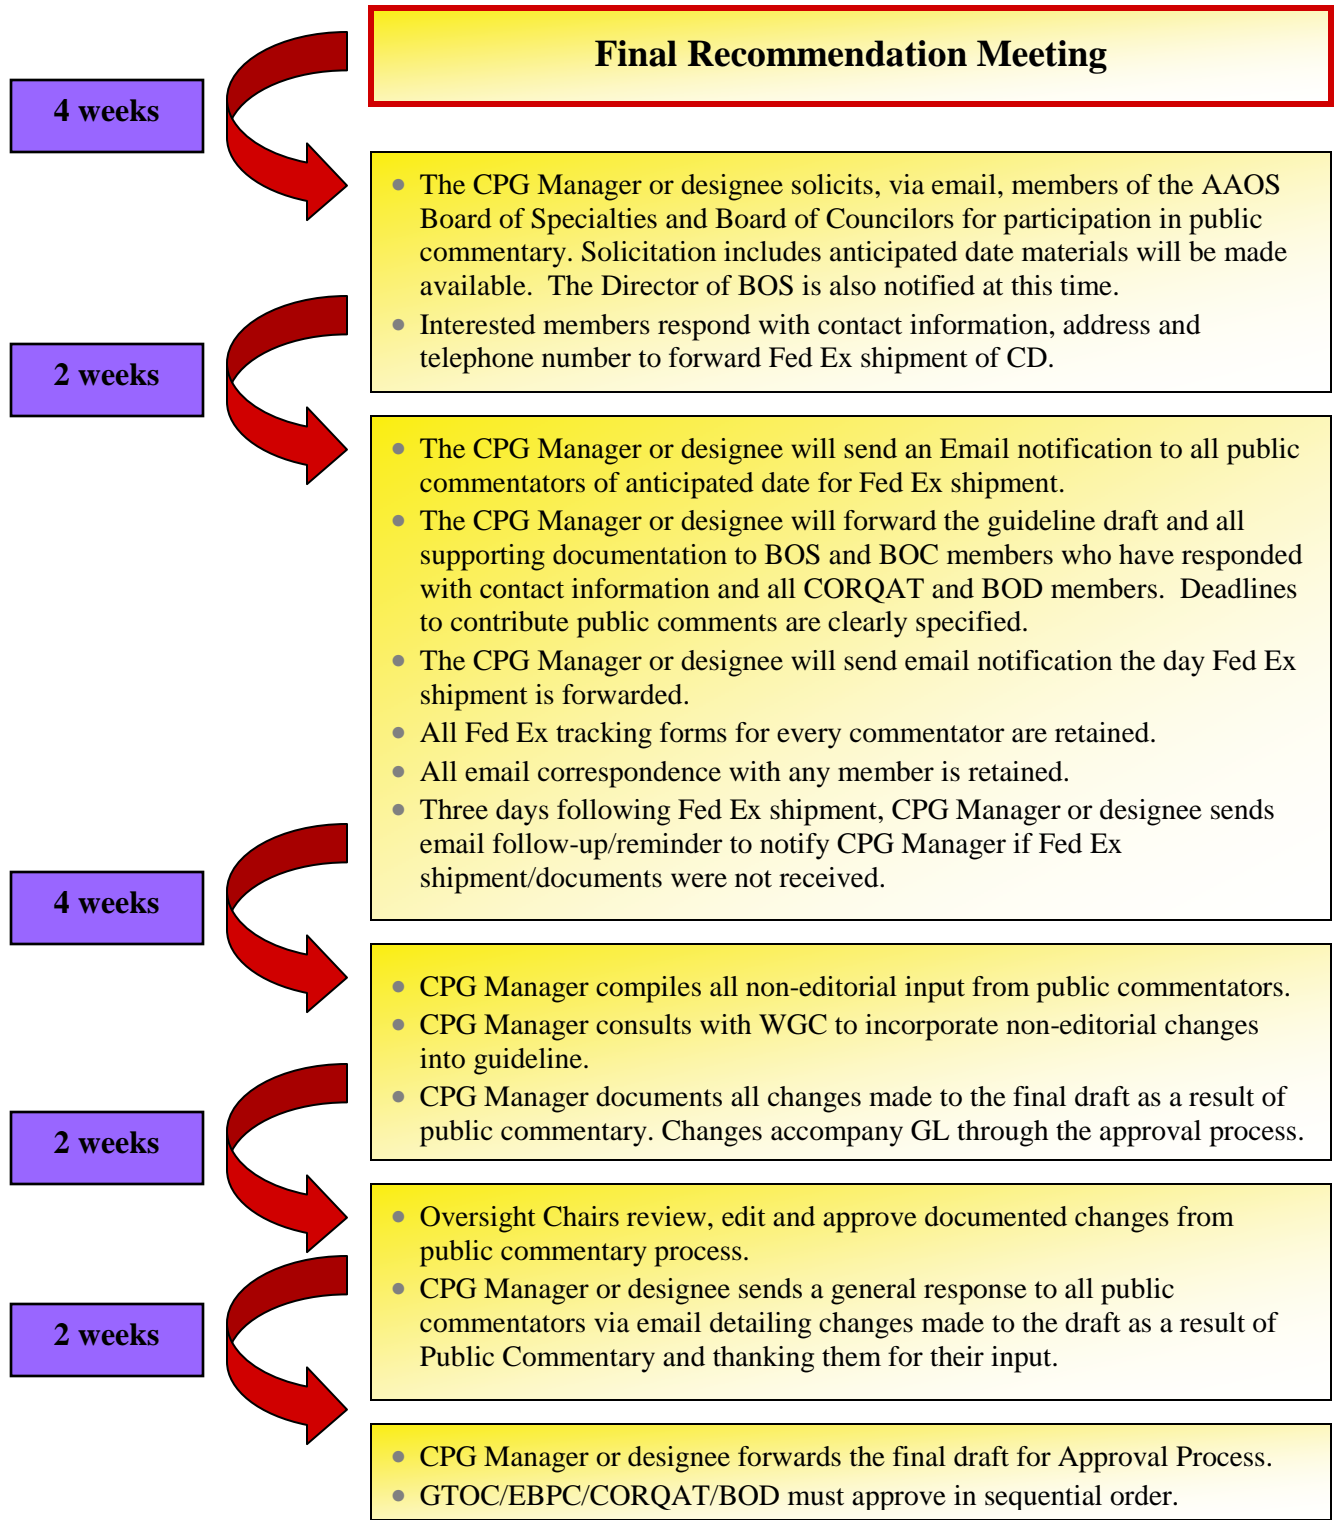 Final Recommendation Meeting
4 weeks
• The CPG Manager or designee solicits, via email, members of the AAOS
Board of Specialties and Board of Councilors for participation in public
commentary. Solicitation includes anticipated date materials will be made
available.  The Director of BOS is also notified at this time.
• Interested members respond with contact information, address and
telephone number to forward Fed Ex shipment of CD.
2 weeks
• The CPG Manager or designee will send an Email notification to all public
commentators of anticipated date for Fed Ex shipment.
• The CPG Manager or designee will forward the guideline draft and all
supporting documentation to BOS and BOC members who have responded
with contact information and all CORQAT and BOD members.  Deadlines
to contribute public comments are clearly specified.
• The CPG Manager or designee will send email notification the day Fed Ex
shipment is forwarded.
• All Fed Ex tracking forms for every commentator are retained.
• All email correspondence with any member is retained.
• Three days following Fed Ex shipment, CPG Manager or designee sends
email follow-up/reminder to notify CPG Manager if Fed Ex
shipment/documents were not received.
4 weeks
• CPG Manager compiles all non-editorial input from public commentators.
• CPG Manager consults with WGC to incorporate non-editorial changes
into guideline.
• CPG Manager documents all changes made to the final draft as a result of
public commentary. Changes accompany GL through the approval process.
2 weeks
• Oversight Chairs review, edit and approve documented changes from
public commentary process.
• CPG Manager or designee sends a general response to all public
commentators via email detailing changes made to the draft as a result of
Public Commentary and thanking them for their input.
2 weeks
• CPG Manager or designee forwards the final draft for Approval Process.
• GTOC/EBPC/CORQAT/BOD must approve in sequential order.